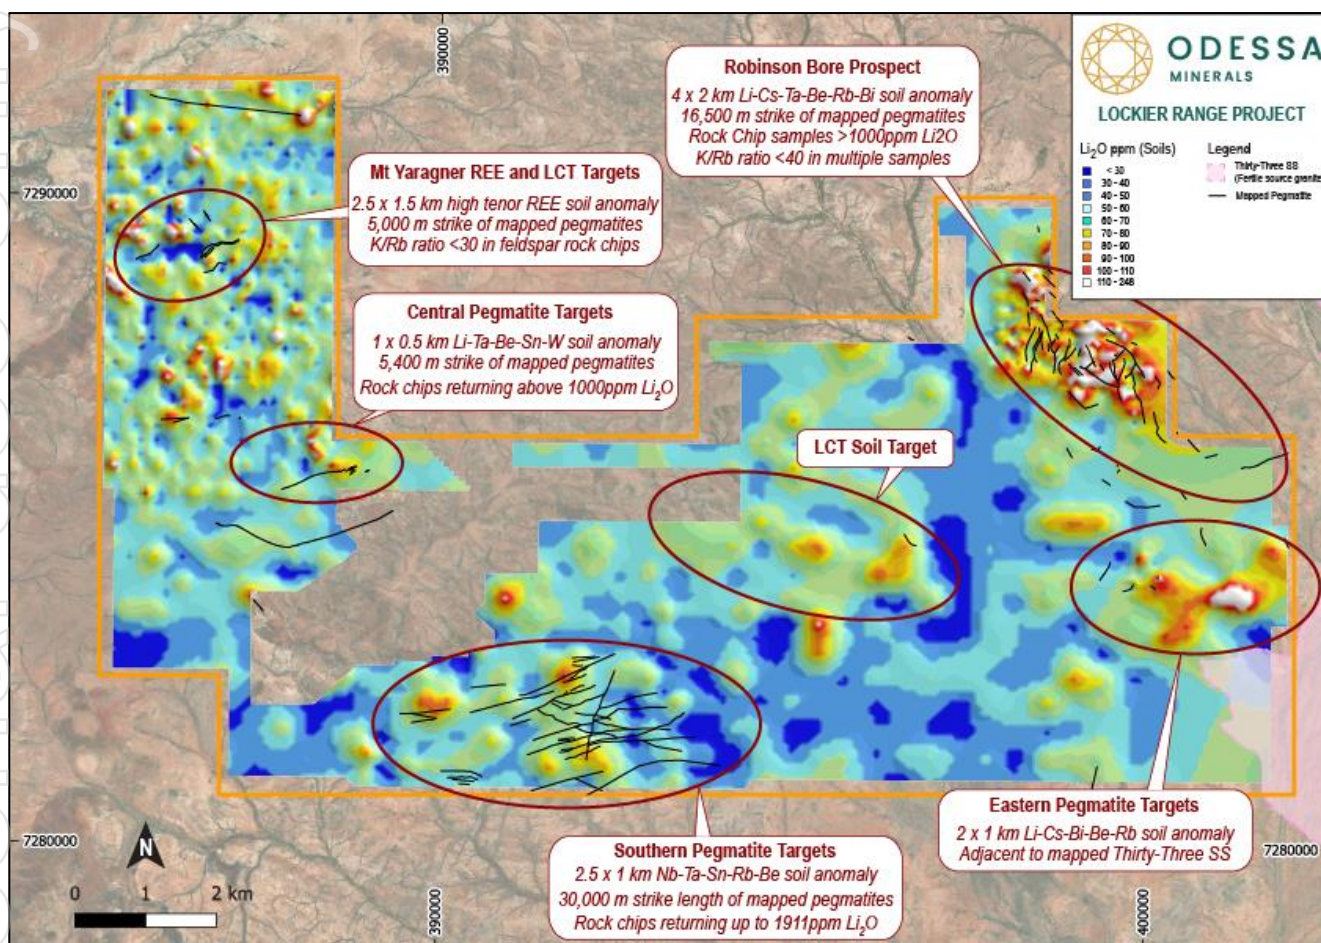 390000
ODESSA
MINERALS
LOCKIER RANGE PROJECT
Li2O ppm (Soils)
< 30
30 - 40
40 - 50
50 - 60
60 - 70
70 - 80
80 - 90
90 - 100
100 - 110
110 - 246
Legend
Thirty-Three SS
(Fertile source granite
Mapped Pegmatite
Robinson Bore Prospect
4 x 2 km Li-Cs-Ta-Be-Rb-Bi soil anomaly
16,500 m strike of mapped pegmatites
Rock Chip samples >1000ppm Li2O
K/Rb ratio <40 in multiple samples
7290000
Mt Yaragner REE and LCT Targets
2.5 x 1.5 km high tenor REE soil anomaly
5,000 m strike of mapped pegmatites
K/Rb ratio <30 in feldspar rock chips
Central Pegmatite Targets
1 x 0.5 km Li-Ta-Be-Sn-W soil anomaly
5,400 m strike of mapped pegmatites
Rock chips returning above 1000ppm Li2O
LCT Soil Target
Eastern Pegmatite Targets
2 x 1 km Li-Cs-Bi-Be-Rb soil anomaly
Adjacent to mapped Thirty-Three SS
Southern Pegmatite Targets
2.5 x 1 km Nb-Ta-Sn-Rb-Be soil anomaly
30,000 m strike length of mapped pegmatites
Rock chips returning up to 1911ppm Li2O
7280000
7280000
N
0 1 2 km
390000
400000